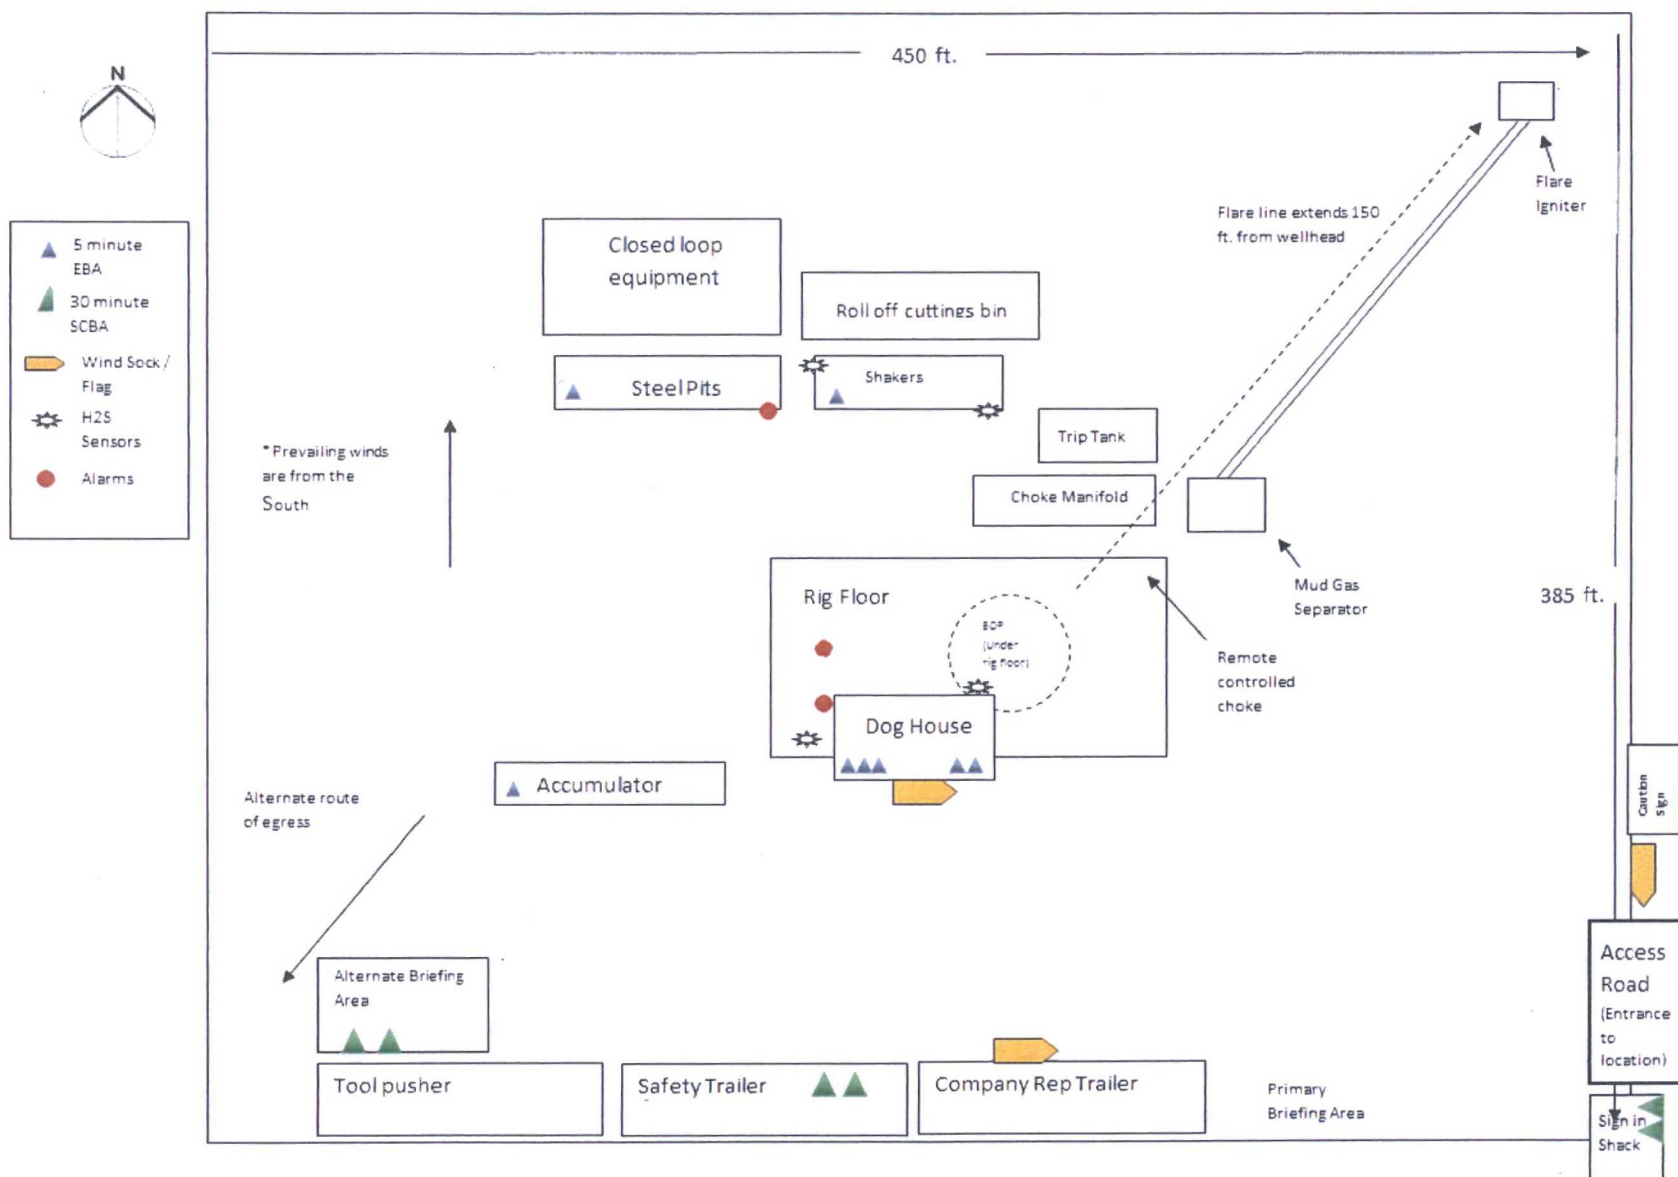 450 ft.
N
Flare
Igniter
5 minute
EBA
30 minute
SCBA
Wind Sock /
Flag
H2S
Sensors
Alarms
Flare line extends 150
ft. from wellhead
Closed loop
equipment
Roll off cuttings bin
Steel Pits
Shakers
Trip Tank
* Prevailing winds
are from the
South
Choke Manifold
Mud Gas
Separator
385 ft.
Rig Floor
BOP
(under
rig floor)
Remote
controlled
choke
Dog House
Accumulator
Alternate route
of egress
Caution
Sign
Access
Road
(Entrance
to
location)
Alternate Briefing
Area
Tool pusher
Safety Trailer
Company Rep Trailer
Primary
Briefing Area
Sign in
Shack